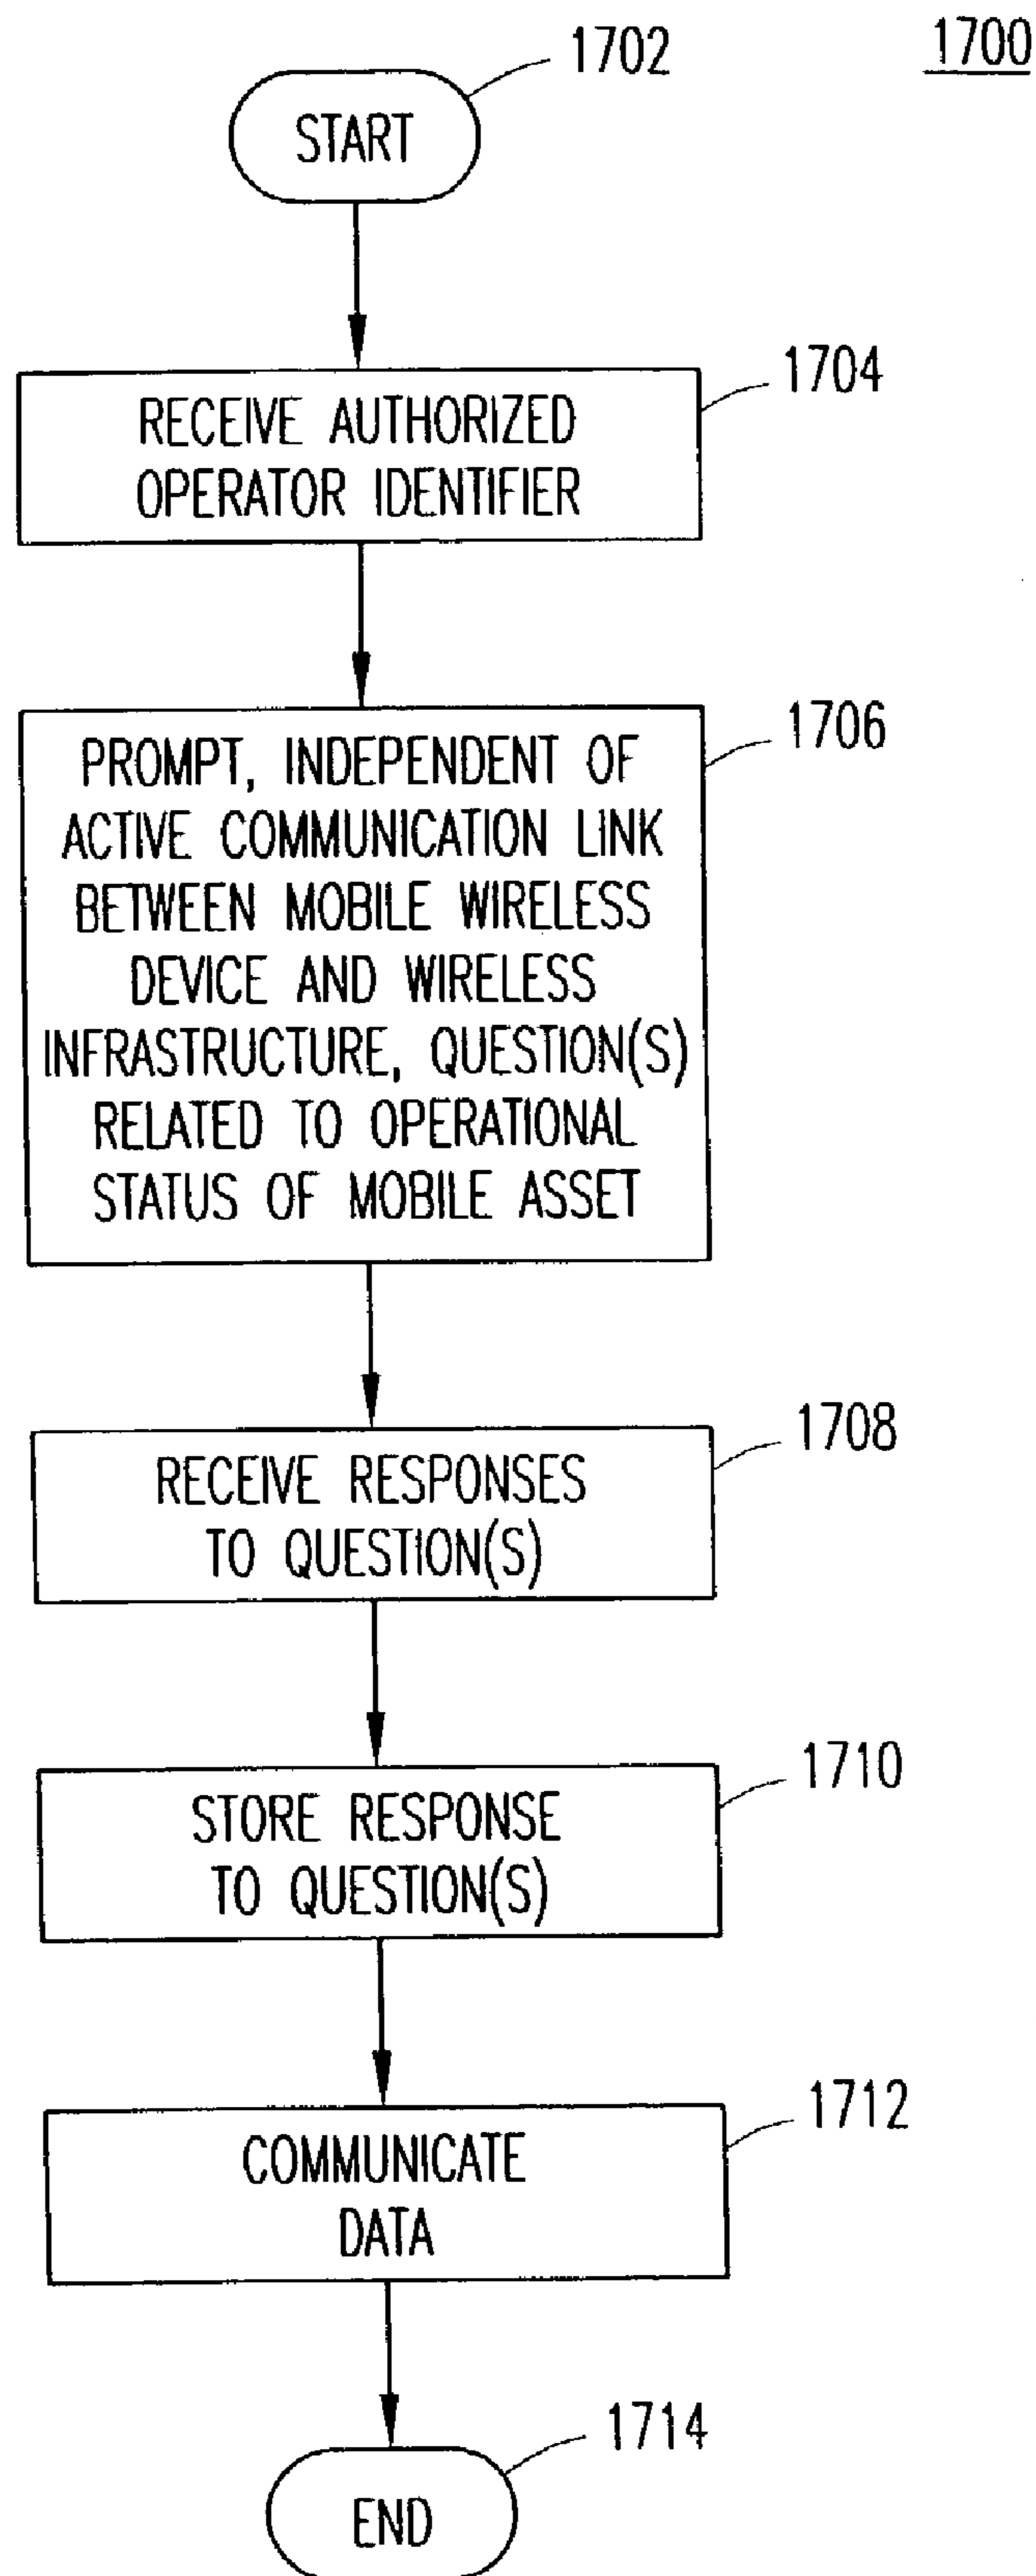 1700
1702
START
1704
RECEIVE AUTHORIZED
OPERATOR IDENTIFIER
1706
PROMPT, INDEPENDENT OF
ACTIVE COMMUNICATION LINK
BETWEEN MOBILE WIRELESS
DEVICE AND WIRELESS
INFRASTRUCTURE, QUESTION(S)
RELATED TO OPERATIONAL
STATUS OF MOBILE ASSET
1708
RECEIVE RESPONSES
TO QUESTION(S)
1710
STORE RESPONSE
TO QUESTION(S)
1712
COMMUNICATE
DATA
1714
END